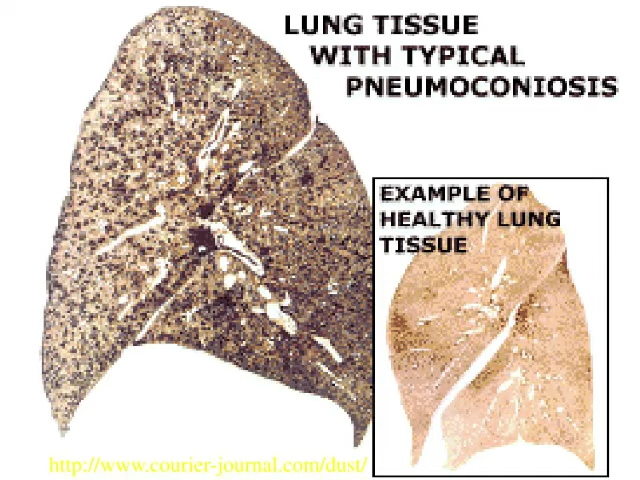 LUNG TISSUE
WITH TYPICAL
PNEUMOCONIOSIS
EXAMPLE OF
HEALTHY LUNG
TISSUE
http://www.courier-journal.com/dust/